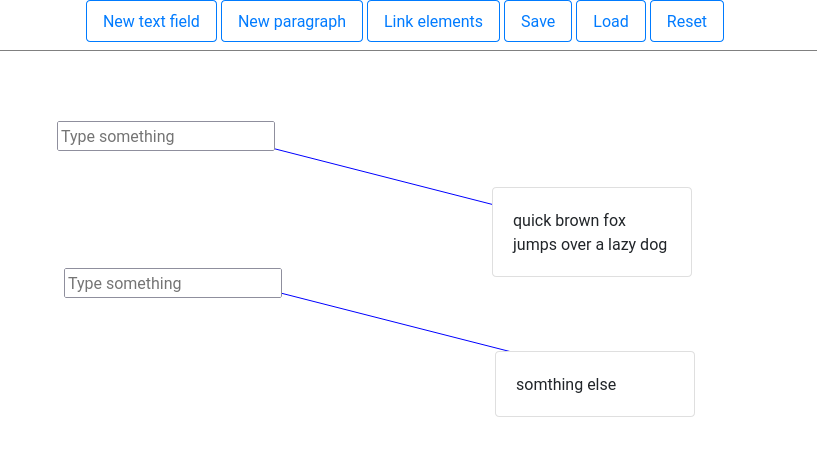 New text field New paragraph Link elements Save Load Reset
Type something
quick brown fox
jumps over a lazy dog
Type something
somthing else